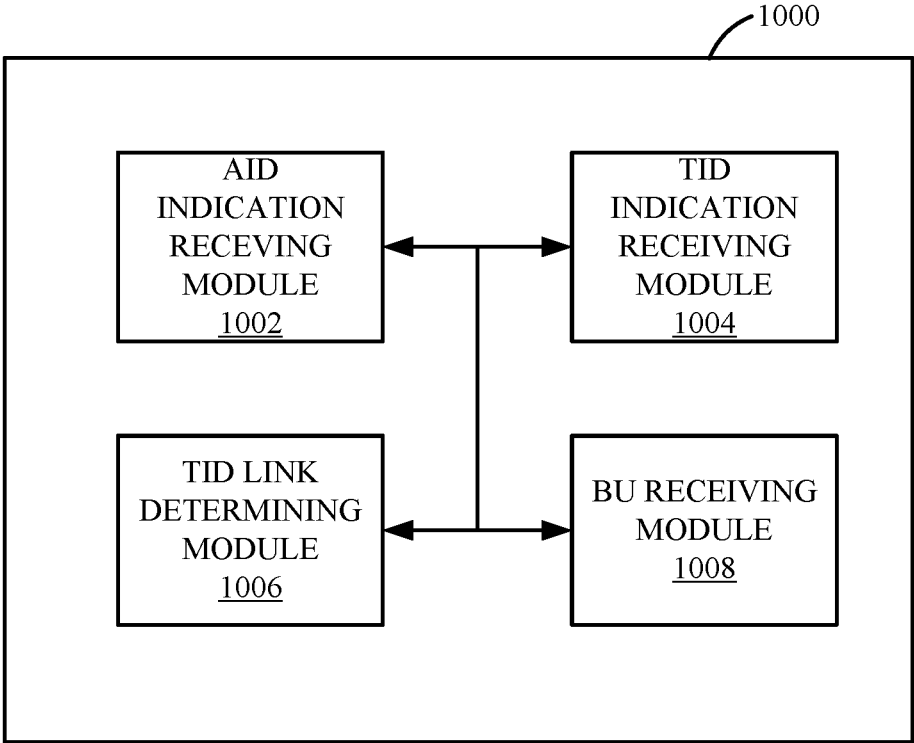 1000
AID
INDICATION
RECEVING
MODULE
1002
TID
INDICATION
RECEIVING
MODULE
1004
TID LINK
DETERMINING
MODULE
1006
BU RECEIVING
MODULE
1008